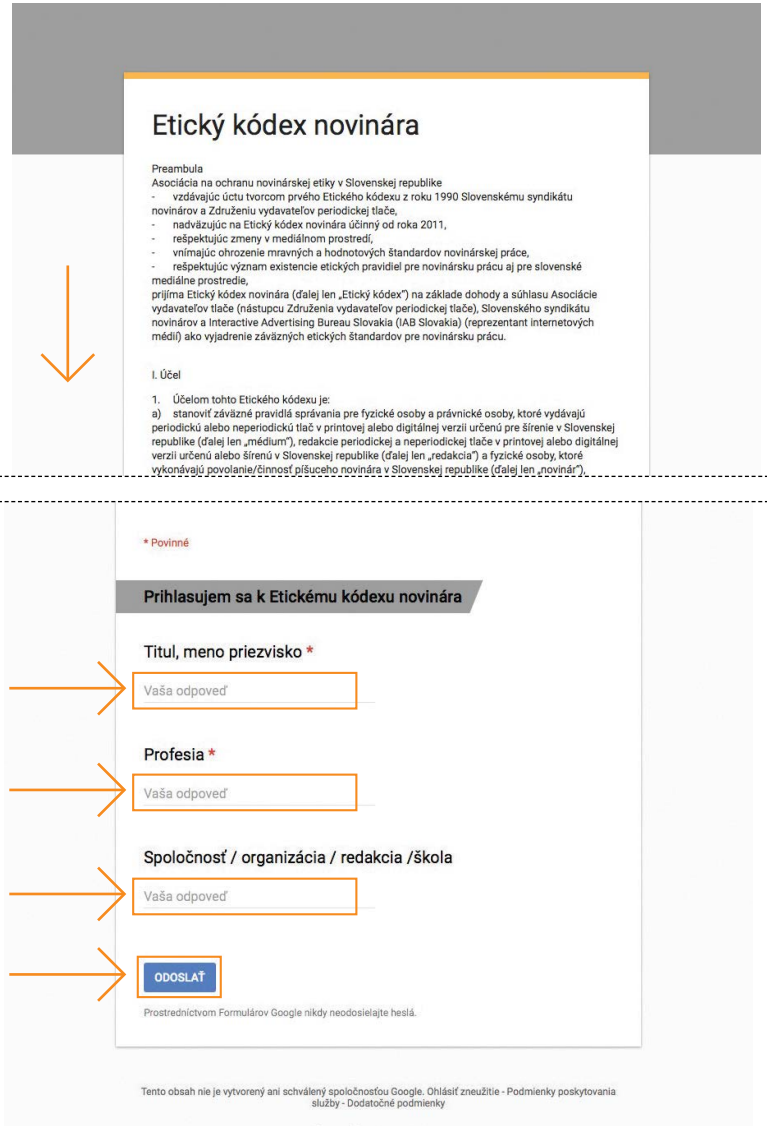 Etický kódex novinára
Preambula
Asociácia na ochranu novinárskej etiky v Slovenskej republike
- vzdávajúc úctu tvorcom prvého Etického kódexu z roku 1990 Slovenskému syndikátu
novinárov a Združeniu vydavateľov periodickej tlače,
- nadväzujúc na Etický kódex novinára účinný od roka 2011,
- rešpektujúc zmeny v mediálnom prostredí,
- vnímajúc ohrozenie mravných a hodnotových štandardov novinárskej práce,
- rešpektujúc význam existencie etických pravidiel pre novinársku prácu aj pre slovenské
mediálne prostredie,
prijíma Etický kódex novinára (ďalej len „Etický kódex“) na základe dohody a súhlasu Asociácie
vydavateľov tlače (nástupcu Združenia vydavateľov periodickej tlače), Slovenského syndikátu
novinárov a Interactive Advertising Bureau Slovakia (IAB Slovakia) (reprezentant internetových
médií) ako vyjadrenie záväzných etických štandardov pre novinársku prácu.
I. Účel
1. Účelom tohto Etického kódexu je:
a) stanoviť záväzné pravidlá správania pre fyzické osoby a právnické osoby, ktoré vydávajú
periodickú alebo neperiodickú tlač v printovej alebo digitálnej verzii určenú pre šírenie v Slovenskej
republike (ďalej len „médium“), redakcie periodickej a neperiodickej tlače v printovej alebo digitálnej
verzii určenú alebo šírenú v Slovenskej republike (ďalej len „redakcia“) a fyzické osoby, ktoré
vykonávajú povolanie/činnosť píšuceho novinára v Slovenskej republike (ďalej len „novinár“),
* Povinné
Prihlasujem sa k Etickému kódexu novinára
Titul, meno priezvisko *
Vaša odpoveď
Profesia *
Vaša odpoveď
Spoločnosť / organizácia / redakcia /škola
Vaša odpoveď
ODOSLAŤ
Prostredníctvom Formulárov Google nikdy neodosielajte heslá.
Tento obsah nie je vytvorený ani schválený spoločnosťou Google. Ohlásiť zneužitie - Podmienky poskytovania
služby - Dodatočné podmienky